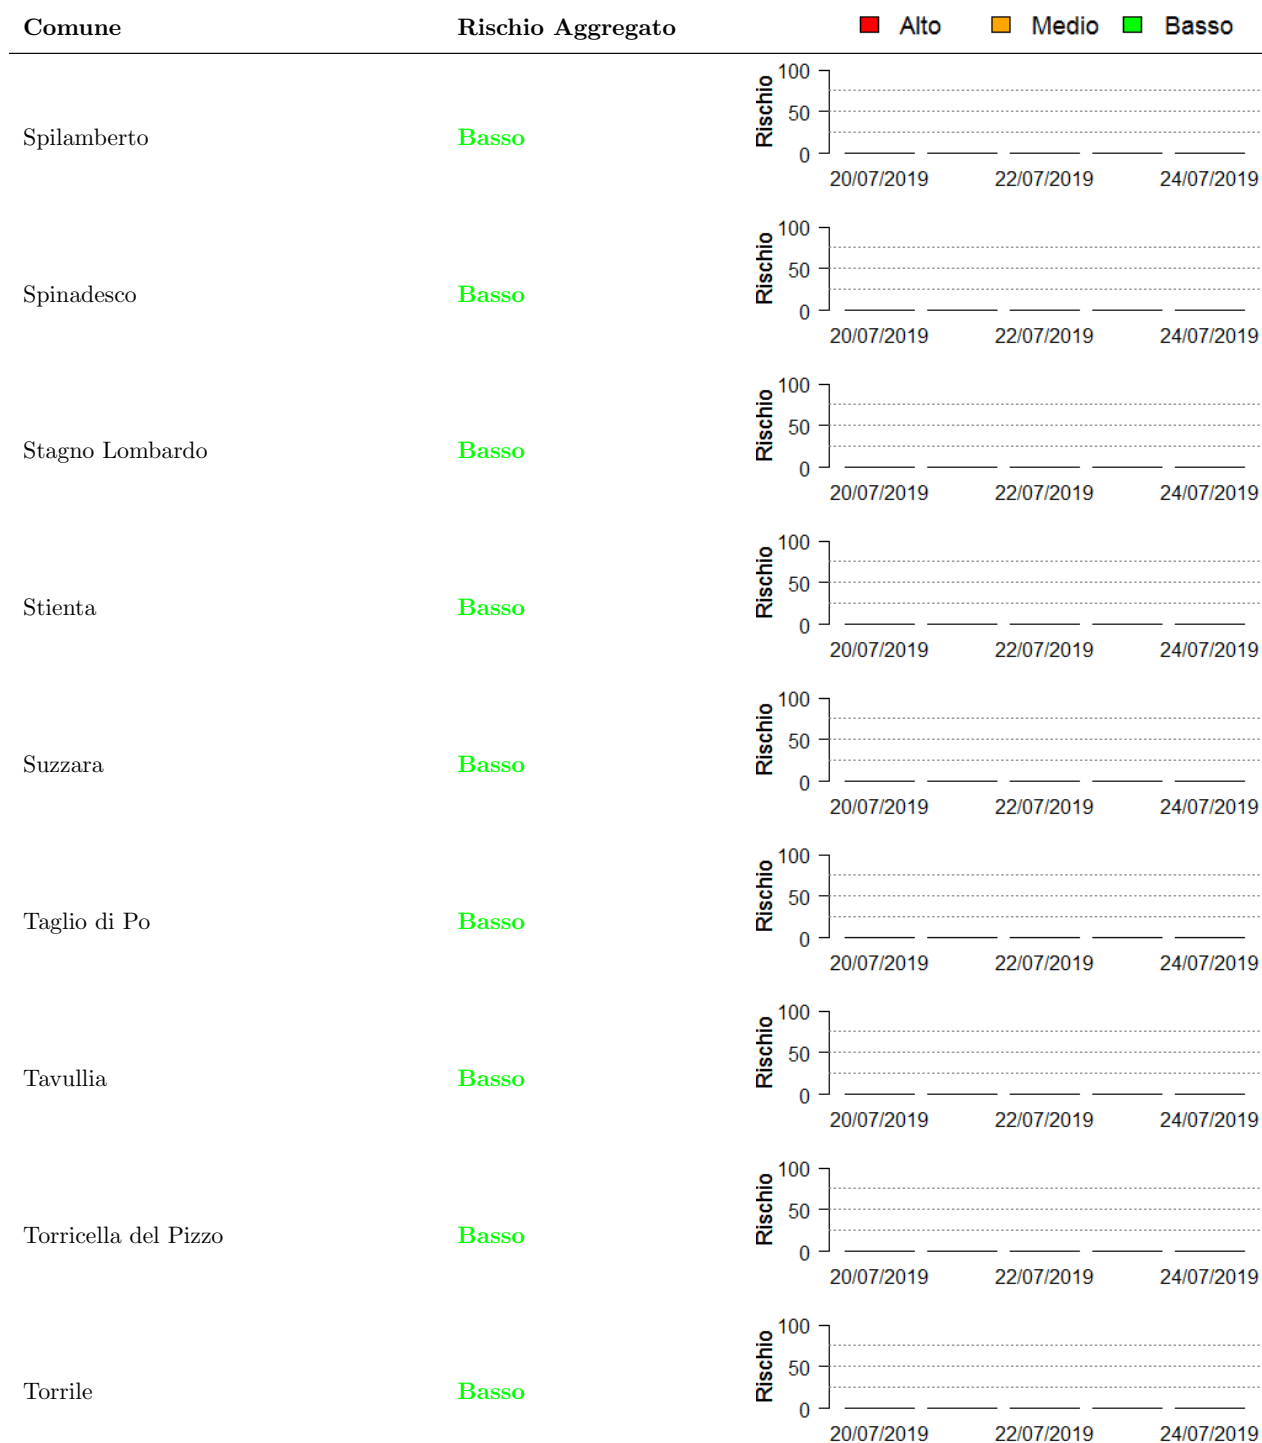 Comune Rischio Aggregato Alto Medio Basso
Spilamberto Basso Rischio 100 50 0
20/07/2019 22/07/2019 24/07/2019
Spinadesco Basso Rischio 100 50 0
20/07/2019 22/07/2019 24/07/2019
Stagno Lombardo Basso Rischio 100 50 0
20/07/2019 22/07/2019 24/07/2019
Stienta Basso Rischio 100 50 0
20/07/2019 22/07/2019 24/07/2019
Suzzara Basso Rischio 100 50 0
20/07/2019 22/07/2019 24/07/2019
Taglio di Po Basso Rischio 100 50 0
20/07/2019 22/07/2019 24/07/2019
Tavullia Basso Rischio 100 50 0
20/07/2019 22/07/2019 24/07/2019
Torricella del Pizzo Basso Rischio 100 50 0
20/07/2019 22/07/2019 24/07/2019
Torrile Basso Rischio 100 50 0
20/07/2019 22/07/2019 24/07/2019